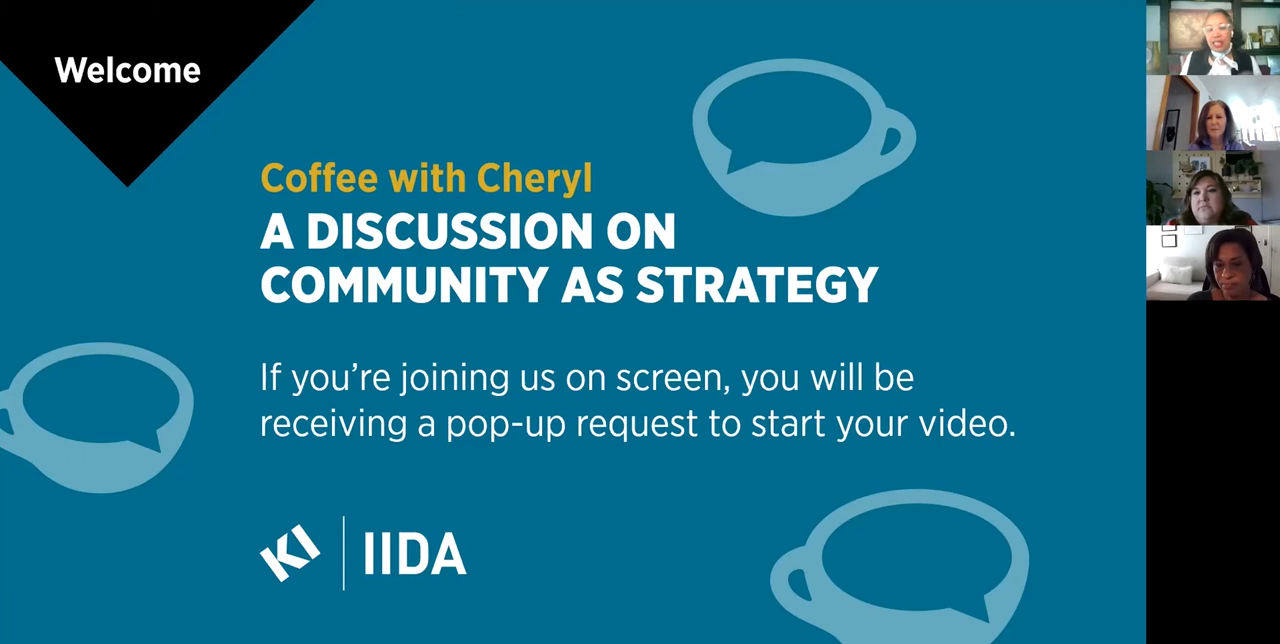 Welcome
Coffee with Cheryl
A DISCUSSION ON
COMMUNITY AS STRATEGY
If you’re joining us on screen, you will be
receiving a pop-up request to start your video.
KI | IIDA